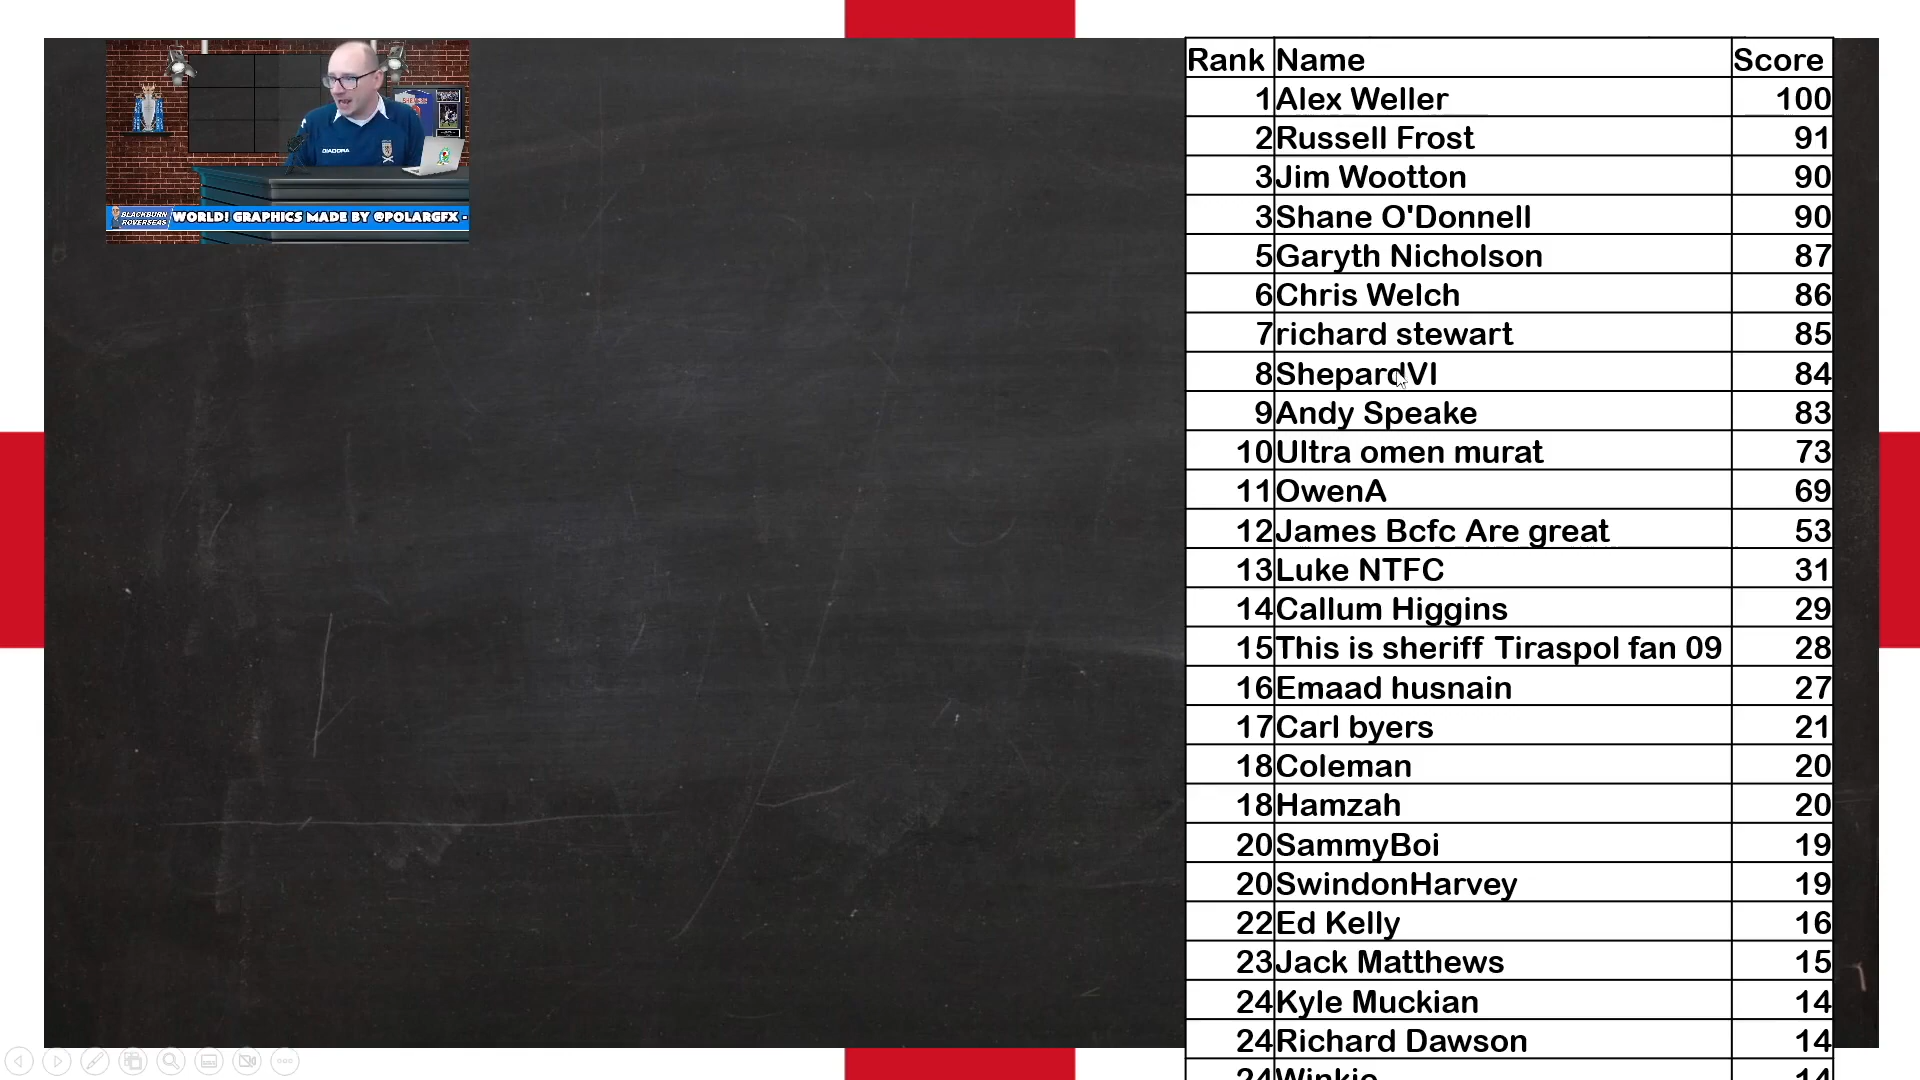 DIADORA
BLACKBURN
ROVERSEAS
WORLD! GRAPHICS MADE BY @POLARGFX -
Rank Name Score
1 Alex Weller 100
2 Russell Frost 91
3 Jim Wootton 90
3 Shane O'Donnell 90
5 Garyth Nicholson 87
6 Chris Welch 86
7 richard stewart 85
8 ShepardVI 84
9 Andy Speake 83
10 Ultra omen murat 73
11 OwenA 69
12 James Bcfc Are great 53
13 Luke NTFC 31
14 Callum Higgins 29
15 This is sheriff Tiraspol fan 09 28
16 Emaad husnain 27
17 Carl byers 21
18 Coleman 20
18 Hamzah 20
20 SammyBoi 19
20 SwindonHarvey 19
22 Ed Kelly 16
23 Jack Matthews 15
24 Kyle Muckian 14
24 Richard Dawson 14
24 Winkie 14